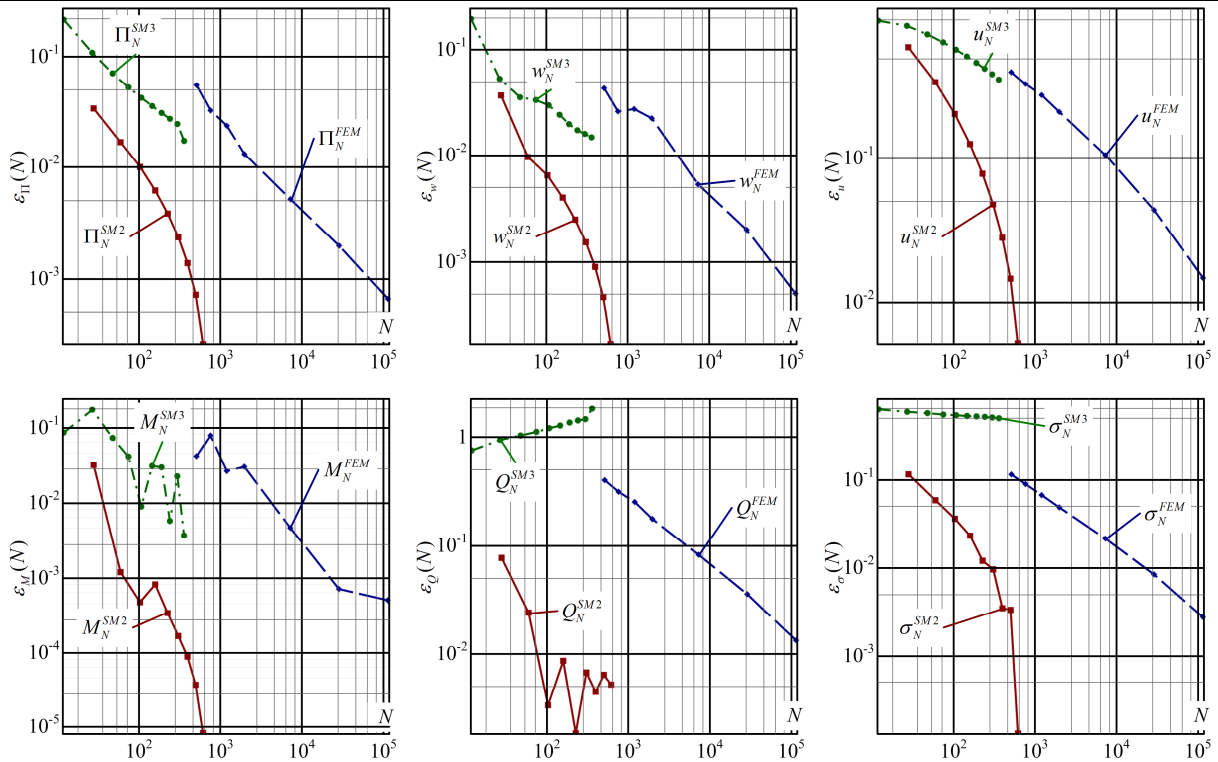 10^{-1}
10^{-2}
10^{-3}
ε_Π(N)
Π_N^{SM3}
Π_N^{FEM}
Π_N^{SM2}
N
10^2 10^3 10^4 10^5
10^{-1}
10^{-2}
10^{-3}
ε_w(N)
w_N^{SM3}
w_N^{FEM}
w_N^{SM2}
N
10^2 10^3 10^4 10^5
10^{-1}
10^{-2}
ε_u(N)
u_N^{SM3}
u_N^{FEM}
u_N^{SM2}
N
10^2 10^3 10^4 10^5
10^{-1}
10^{-2}
10^{-3}
10^{-4}
10^{-5}
ε_M(N)
M_N^{SM3}
M_N^{FEM}
M_N^{SM2}
N
10^2 10^3 10^4 10^5
1
10^{-1}
10^{-2}
ε_Q(N)
Q_N^{SM3}
Q_N^{FEM}
Q_N^{SM2}
N
10^2 10^3 10^4 10^5
10^{-1}
10^{-2}
10^{-3}
ε_σ(N)
σ_N^{SM3}
σ_N^{FEM}
σ_N^{SM2}
N
10^2 10^3 10^4 10^5